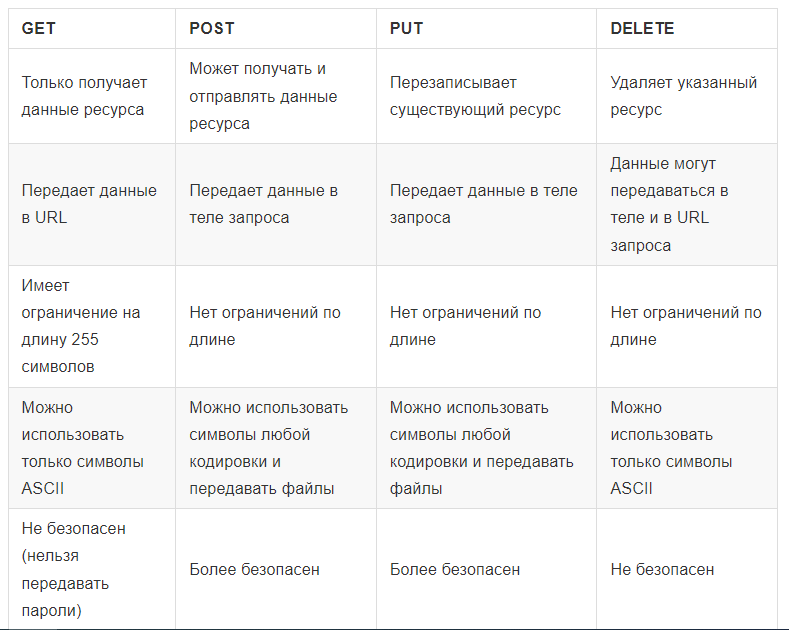 GET
POST
PUT
DELETE
Только получает
данные ресурса
Может получать и
отправлять данные
ресурса
Перезаписывает
существующий ресурс
Удаляет указанный
ресурс
Передает данные
в URL
Передает данные в
теле запроса
Передает данные в теле
запроса
Данные могут
передаваться в
теле и в URL
запроса
Имеет
ограничение на
длину 255
символов
Нет ограничений по
длине
Нет ограничений по
длине
Нет ограничений по
длине
Можно
использовать
только символы
ASCII
Можно использовать
символы любой
кодировки и
передавать файлы
Можно использовать
символы любой
кодировки и передавать
файлы
Можно
использовать
только символы
ASCII
Не безопасен
(нельзя
передавать
пароли)
Более безопасен
Более безопасен
Не безопасен